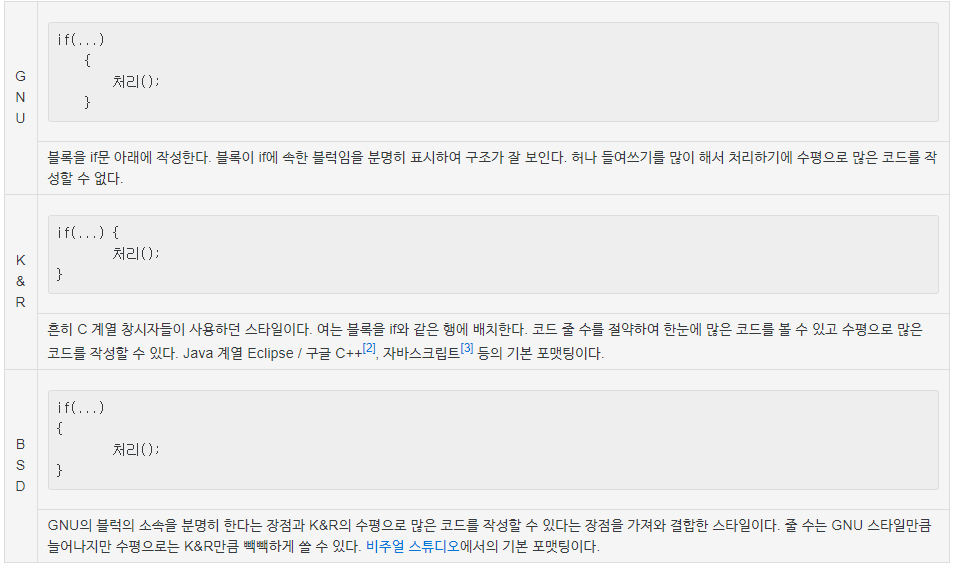 G
N
U
if(...)
{
처리();
}
블록을 if문 아래에 작성한다. 블록이 if에 속한 블럭임을 분명히 표시하여 구조가 잘 보인다. 허나 들여쓰기를 많이 해서 처리하기에 수평으로 많은 코드를 작
성할 수 없다.
K
&
R
if(...) {
처리();
}
흔히 C 계열 창시자들이 사용하던 스타일이다. 여는 블록을 if와 같은 행에 배치한다. 코드 줄 수를 절약하여 한눈에 많은 코드를 볼 수 있고 수평으로 많은
코드를 작성할 수 있다. Java 계열 Eclipse / 구글 C++[2], 자바스크립트[3] 등의 기본 포맷팅이다.
B
S
D
if(...)
{
처리();
}
GNU의 블럭의 소속을 분명히 한다는 장점과 K&R의 수평으로 많은 코드를 작성할 수 있다는 장점을 가져와 결합한 스타일이다. 줄 수는 GNU 스타일만큼
늘어나지만 수평으로는 K&R만큼 빽빽하게 쓸 수 있다. 비주얼 스튜디오에서의 기본 포맷팅이다.